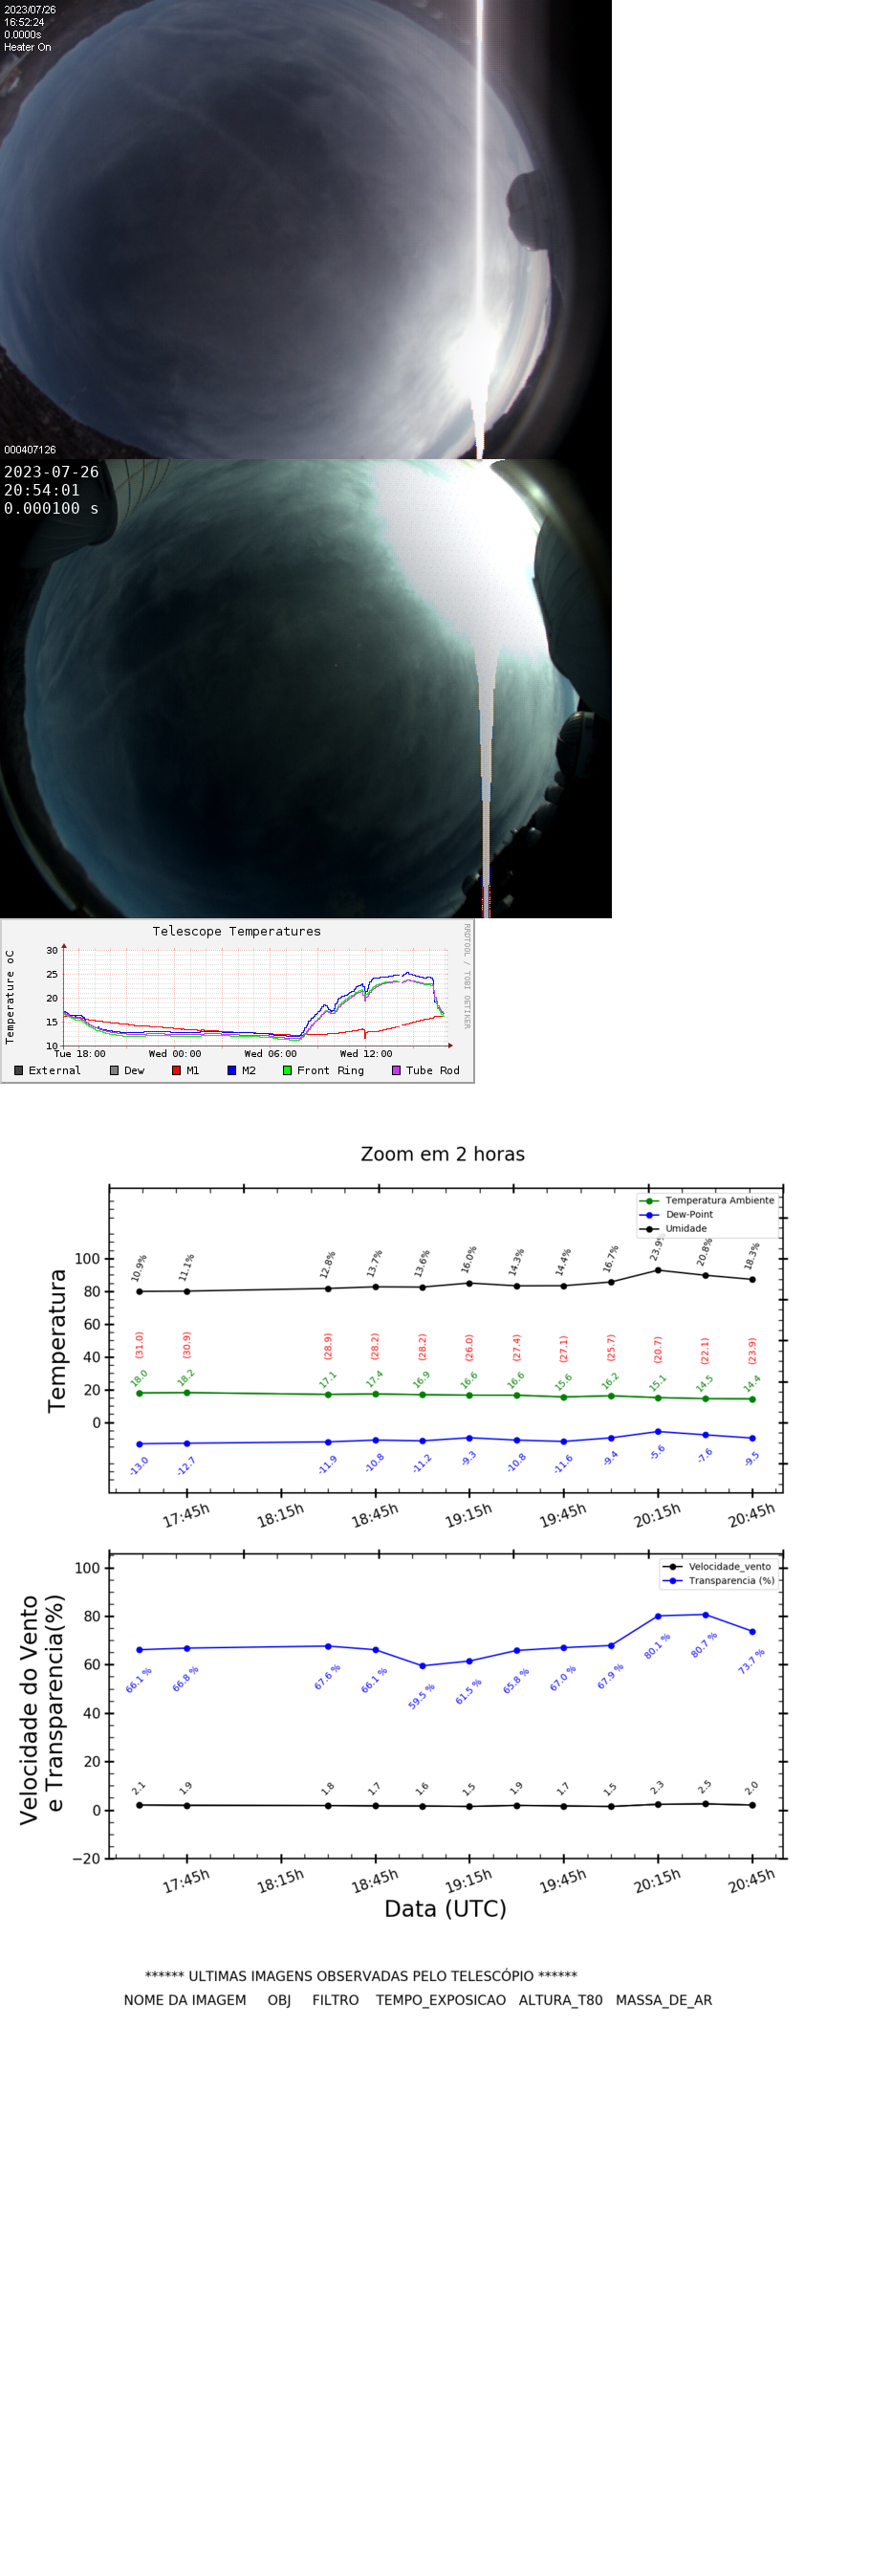 2023/07/26
16:52:24
0.0000s
Heater On
000407126
2023-07-26
20:54:01
0.000100 s
Telescope Temperatures
RRDTOOL / TOBI OETIKER
Temperature oC
30
25
20
15
10
Tue 18:00 Wed 00:00 Wed 06:00 Wed 12:00
External Dew M1 M2 Front Ring Tube Rod
Zoom em 2 horas
Temperatura Ambiente
Dew-Point
Umidade
Temperatura
100
80
60
40
20
0
10.9% 11.1% 12.8% 13.7% 13.6% 16.0% 14.3% 14.4% 16.7% 23.9% 20.8% 18.3%
(31.0) (30.9) (28.9) (28.2) (28.2) (26.0) (27.4) (27.1) (25.7) (20.7) (22.1) (23.9)
18.0 18.2 17.1 17.4 16.9 16.6 16.6 15.6 16.2 15.1 14.5 14.4
-13.0 -12.7 -11.9 -10.8 -11.2 -9.3 -10.8 -11.6 -9.4 -5.6 -7.6 -9.5
17:45h 18:15h 18:45h 19:15h 19:45h 20:15h 20:45h
Velocidade_vento
Transparencia (%)
Velocidade do Vento
e Transparencia(%)
100
80
60
40
20
0
−20
66.1 % 66.8 % 67.6 % 66.1 % 59.5 % 61.5 % 65.8 % 67.0 % 67.9 % 80.1 % 80.7 % 73.7 %
2.1 1.9 1.8 1.7 1.6 1.5 1.9 1.7 1.5 2.3 2.5 2.0
17:45h 18:15h 18:45h 19:15h 19:45h 20:15h 20:45h
Data (UTC)
****** ULTIMAS IMAGENS OBSERVADAS PELO TELESCÓPIO ******
NOME DA IMAGEM OBJ FILTRO TEMPO_EXPOSICAO ALTURA_T80 MASSA_DE_AR